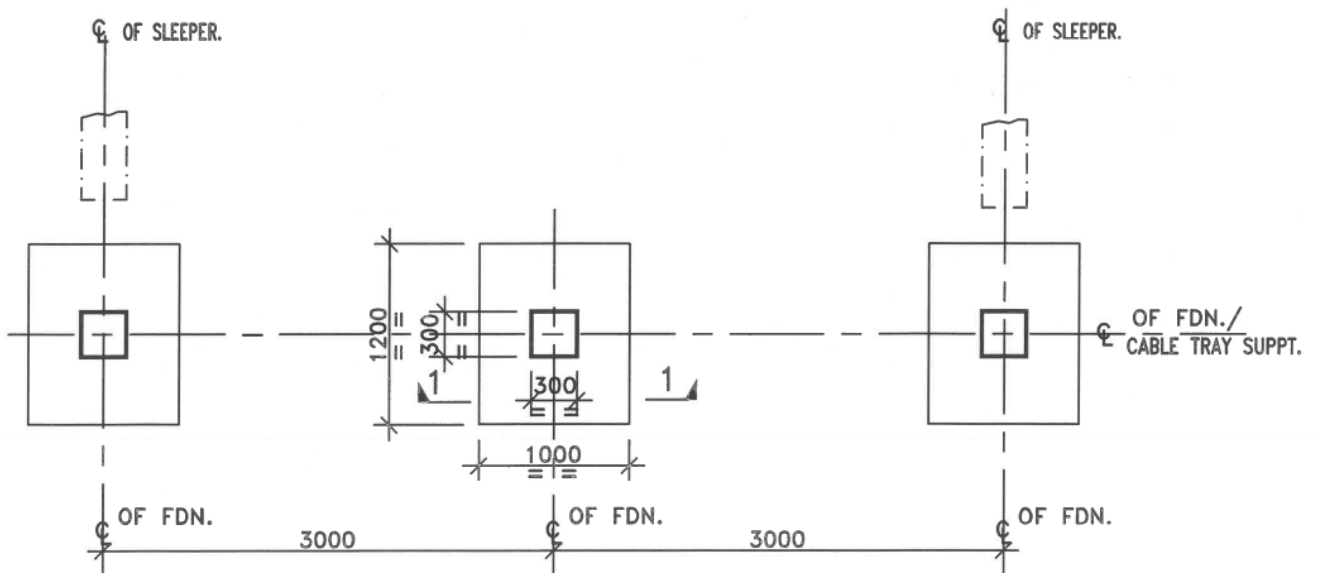 ℄ OF SLEEPER.
℄ OF SLEEPER.
1200
=
=
300
=
=
1
300
= =
1
℄ OF FDN./
CABLE TRAY SUPPT.
1000
= =
℄ OF FDN.
℄ OF FDN.
℄ OF FDN.
3000
3000